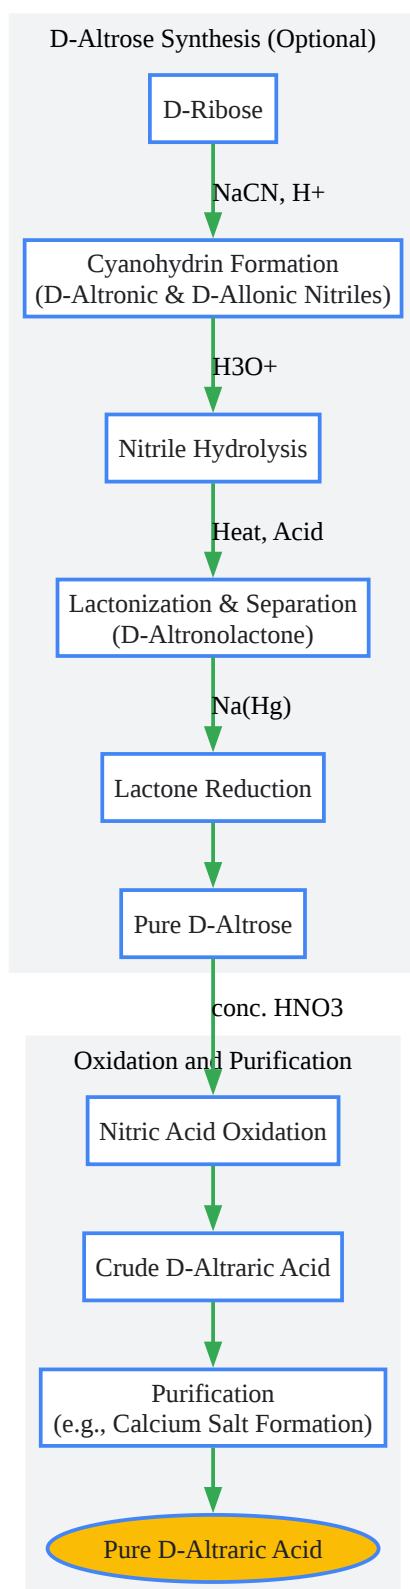 D-Altrose Synthesis (Optional)
D-Ribose
NaCN, H+
Cyanohydrin Formation
(D-Altronic & D-Allonic Nitriles)
H3O+
Nitrile Hydrolysis
Heat, Acid
Lactonization & Separation
(D-Altronolactone)
Na(Hg)
Lactone Reduction
Pure D-Altrose
conc. HNO3
Oxidation and Purification
Nitric Acid Oxidation
Crude D-Altraric Acid
Purification
(e.g., Calcium Salt Formation)
Pure D-Altraric Acid